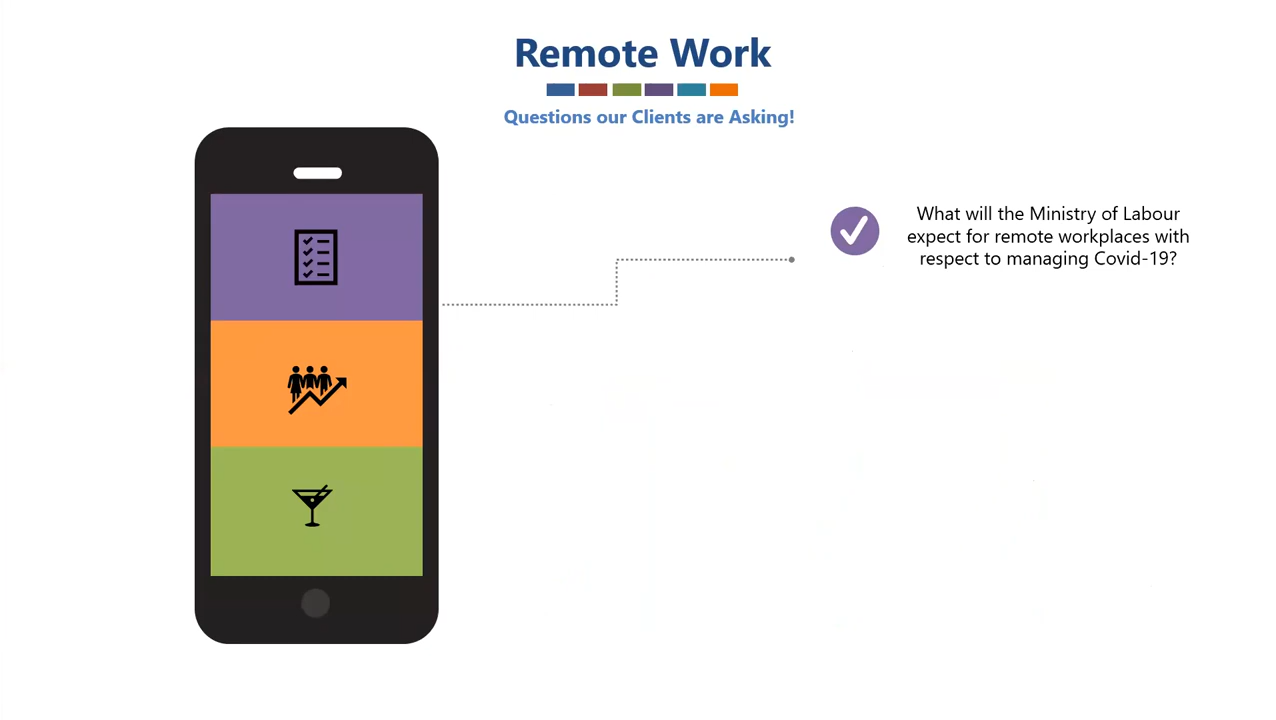 Remote Work
Questions our Clients are Asking!
What will the Ministry of Labour
expect for remote workplaces with
respect to managing Covid-19?